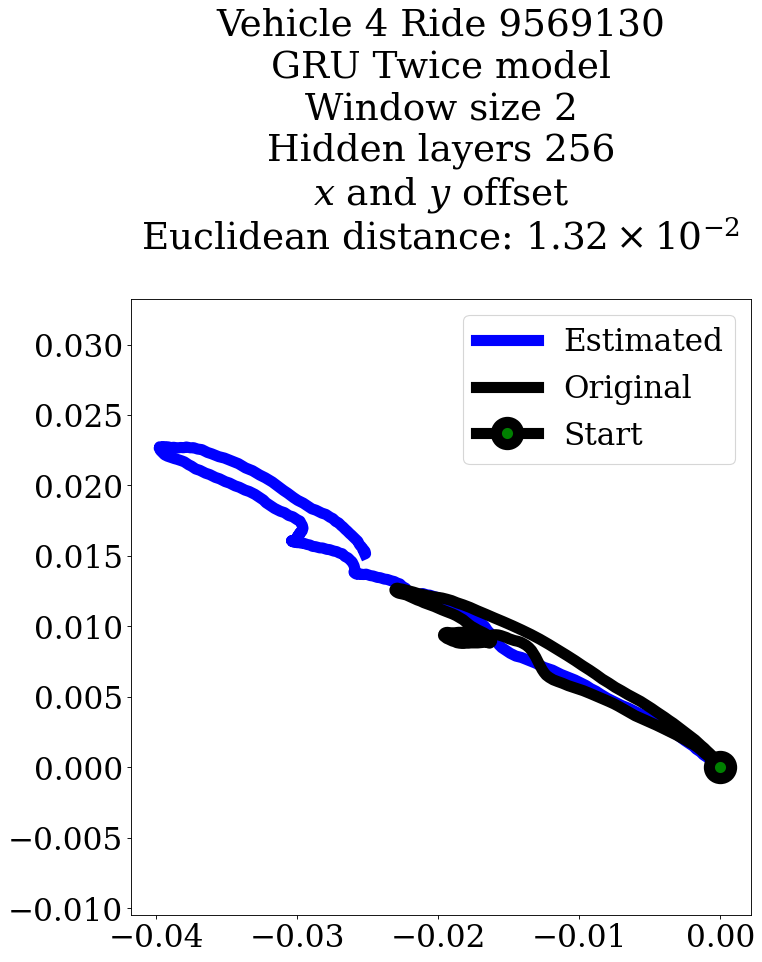 Vehicle 4 Ride 9569130
GRU Twice model
Window size 2
Hidden layers 256
x and y offset
Euclidean distance: 1.32 × 10⁻²
Estimated
Original
Start
0.030
0.025
0.020
0.015
0.010
0.005
0.000
−0.005
−0.010
−0.04 −0.03 −0.02 −0.01 0.00